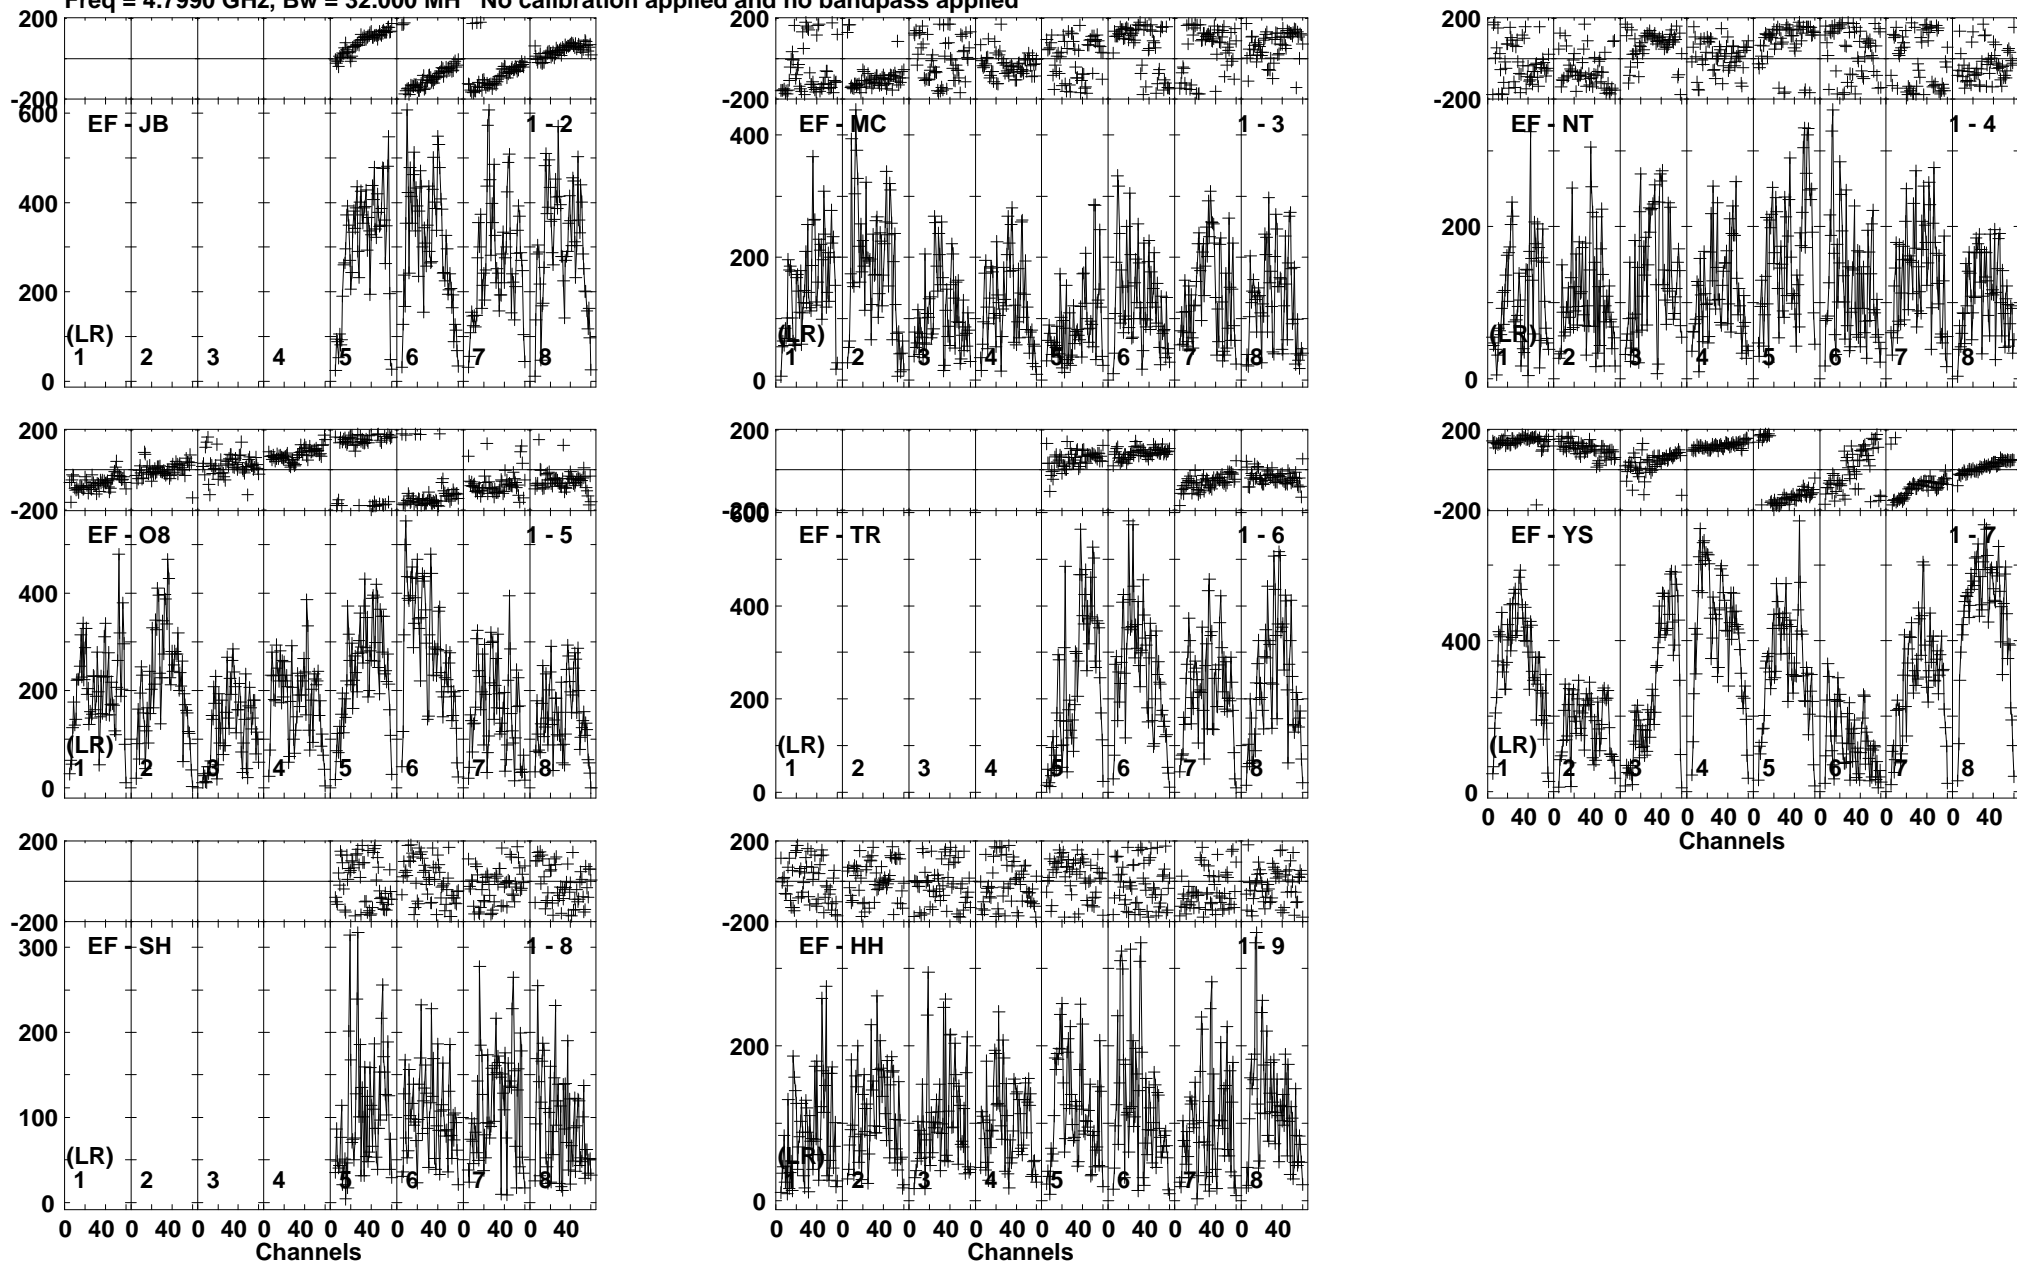 Freq = 4.7990 GHz, Bw = 32.000 MH No calibration applied and no bandpass applied
200 200 200
-200 -200 -200
600 400 200 0
EF - JB 1 - 2
(LR)
1 2 3 4 5 6 7 8
400 200 0
EF - MC 1 - 3
(LR)
1 2 3 4 5 6 7 8
200 0
EF - NT 1 - 4
(LR)
1 2 3 4 5 6 7 8
200 200 200
-200 -200 -200
400 200 0
EF - O8 1 - 5
(LR)
1 2 3 4 5 6 7 8
600 400 200 0
EF - TR 1 - 6
(LR)
1 2 3 4 5 6 7 8
400 0
EF - YS 1 - 7
(LR)
1 2 3 4 5 6 7 8
0 40 0 40 0 40 0 40 0 40 0 40 0 40 0 40
Channels
200 200
-200 -200
300 200 100 0
EF - SH 1 - 8
(LR)
1 2 3 4 5 6 7 8
200 0
EF - HH 1 - 9
(LR)
1 2 3 4 5 6 7 8
0 40 0 40 0 40 0 40 0 40 0 40 0 40 0 40
Channels
0 40 0 40 0 40 0 40 0 40 0 40 0 40 0 40
Channels